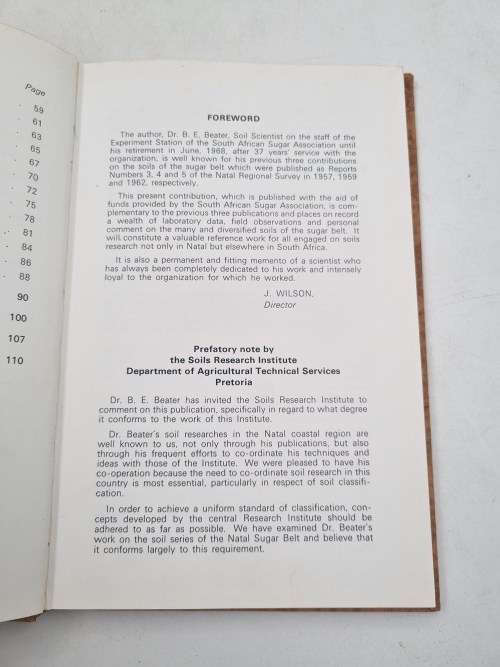 Page
59
61
63
65
67
70
72
75
78
81
84
86
88
90
100
107
110
FOREWORD
The author, Dr. B. E. Beater, Soil Scientist on the staff of the
Experiment Station of the South African Sugar Association until
his retirement in June, 1968, after 37 years' service with the
organization, is well known for his previous three contributions
on the soils of the sugar belt which were published as Reports
Numbers 3, 4 and 5 of the Natal Regional Survey in 1957, 1959
and 1962, respectively.
This present contribution, which is published with the aid of
funds provided by the South African Sugar Association, is com-
plementary to the previous three publications and places on record
a wealth of laboratory data, field observations and personal
comment on the many and diversified soils of the sugar belt. It
will constitute a valuable reference work for all engaged on soils
research not only in Natal but elsewhere in South Africa.
It is also a permanent and fitting memento of a scientist who
has always been completely dedicated to his work and intensely
loyal to the organization for which he worked.
J. WILSON,
Director
Prefatory note by
the Soils Research Institute
Department of Agricultural Technical Services
Pretoria
Dr. B. E. Beater has invited the Soils Research Institute to
comment on this publication, specifically in regard to what degree
it conforms to the work of this Institute.
Dr. Beater's soil researches in the Natal coastal region are
well known to us, not only through his publications, but also
through his frequent efforts to co-ordinate his techniques and
ideas with those of the Institute. We were pleased to have his
co-operation because the need to co-ordinate soil research in this
country is most essential, particularly in respect of soil classifi-
cation.
In order to achieve a uniform standard of classification, con-
cepts developed by the central Research Institute should be
adhered to as far as possible. We have examined Dr. Beater's
work on the soil series of the Natal Sugar Belt and believe that
it conforms largely to this requirement.